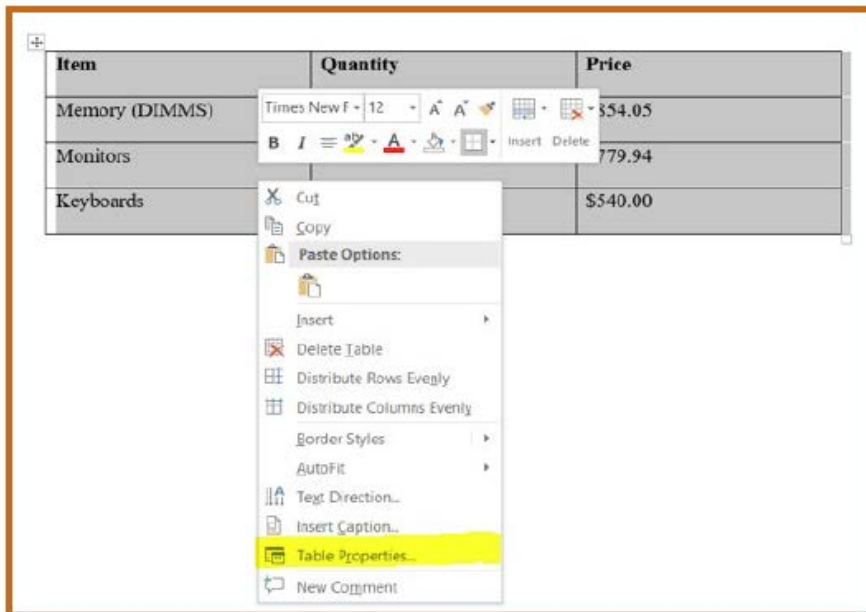 Item Quantity Price
Memory (DIMMS) 854.05
Times New F 12
Insert Delete
Monitors 779.94
Keyboards $540.00
Cut
Copy
Paste Options:
Insert
Delete Table
Distribute Rows Evenly
Distribute Columns Evenly
Border Styles
AutoFit
Text Direction...
Insert Caption...
Table Properties...
New Comment